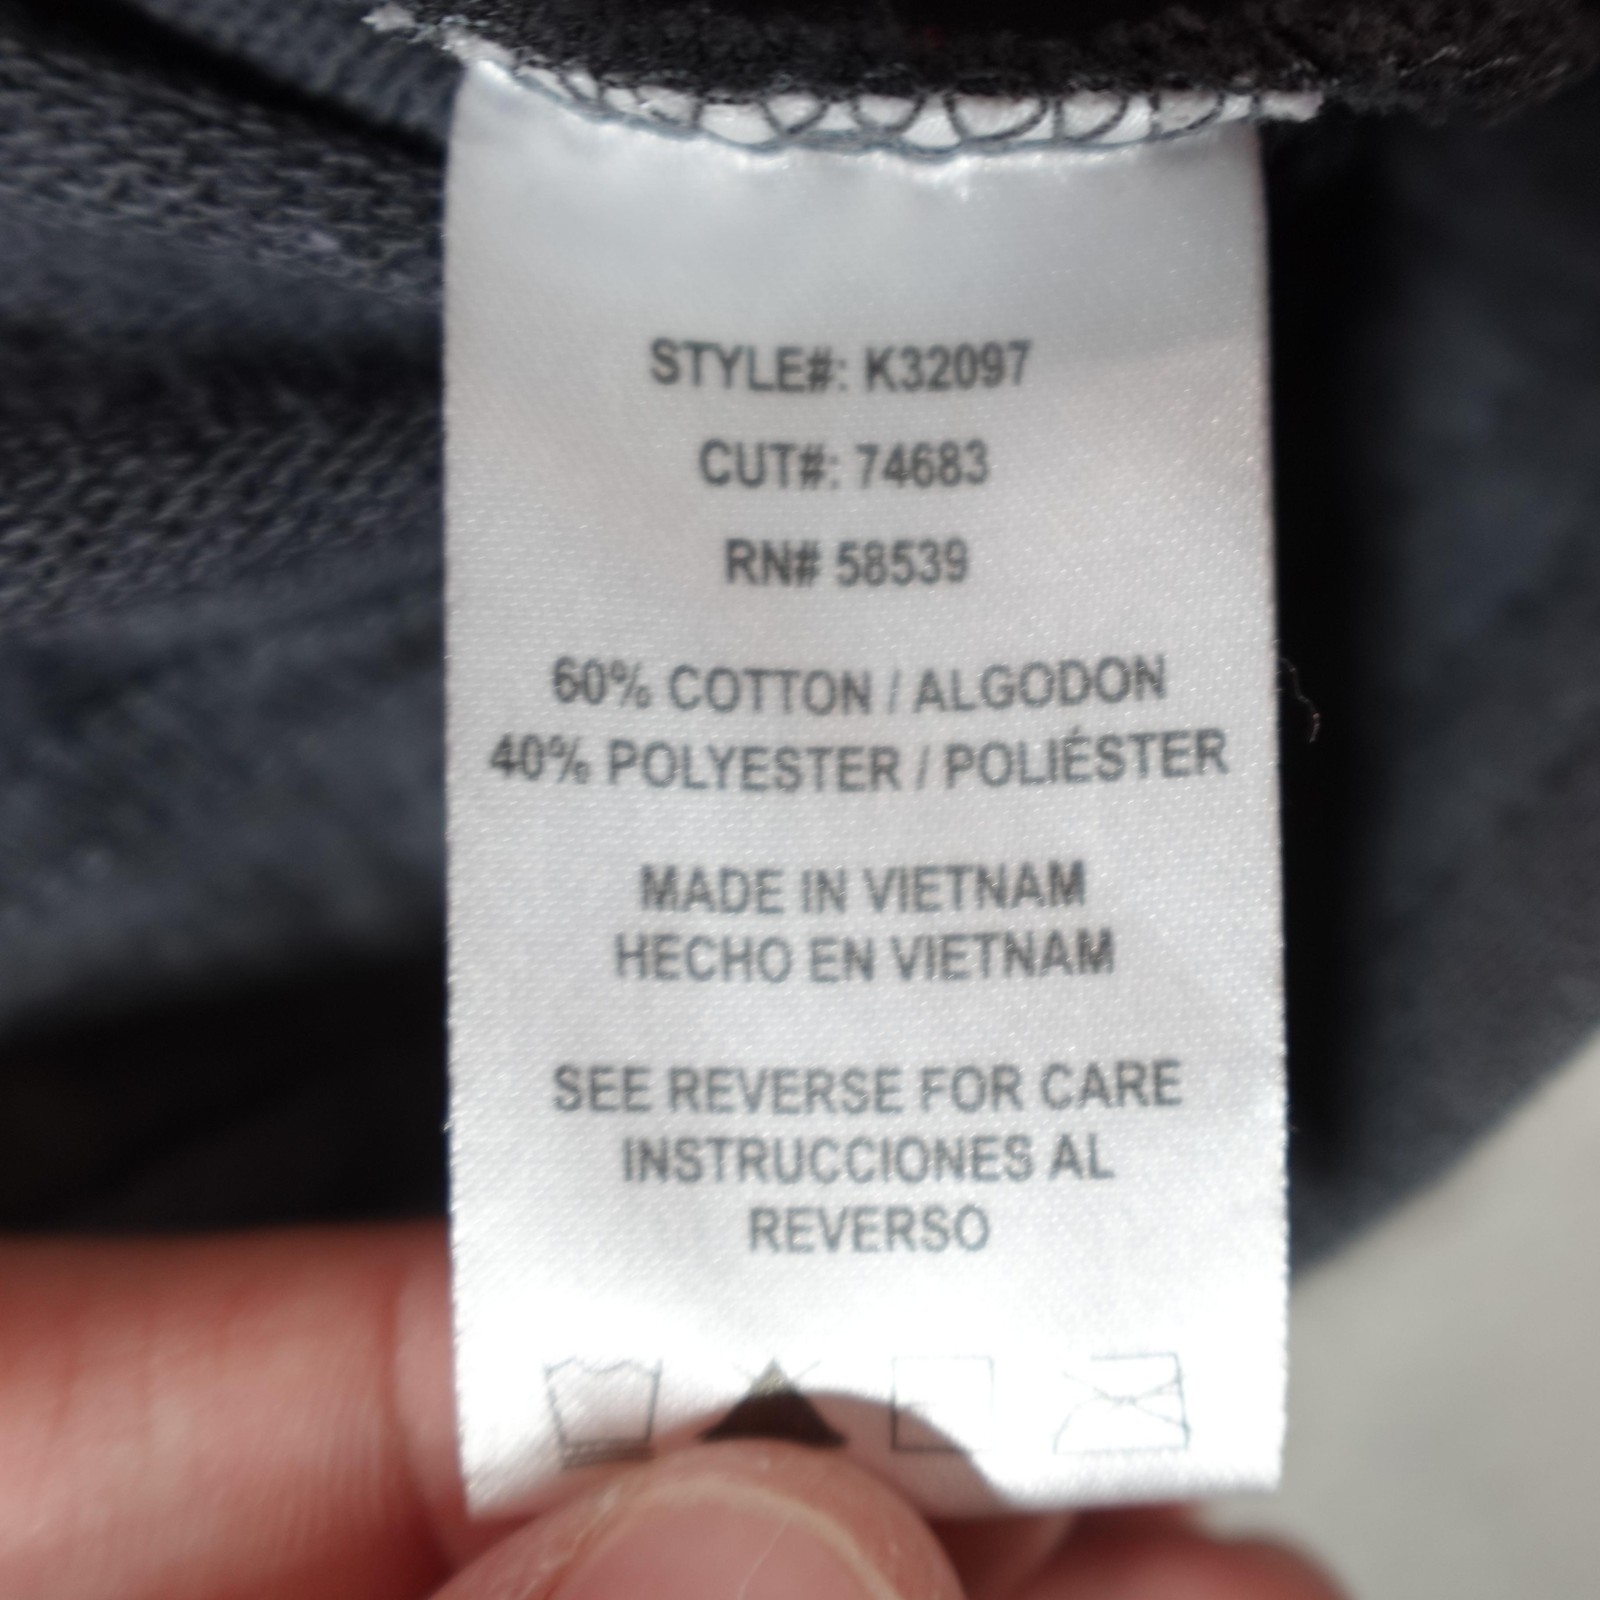 STYLE#: K32097
CUT#: 74683
RN# 58539
60% COTTON / ALGODON
40% POLYESTER / POLIÉSTER
MADE IN VIETNAM
HECHO EN VIETNAM
SEE REVERSE FOR CARE
INSTRUCCIONES AL
REVERSO